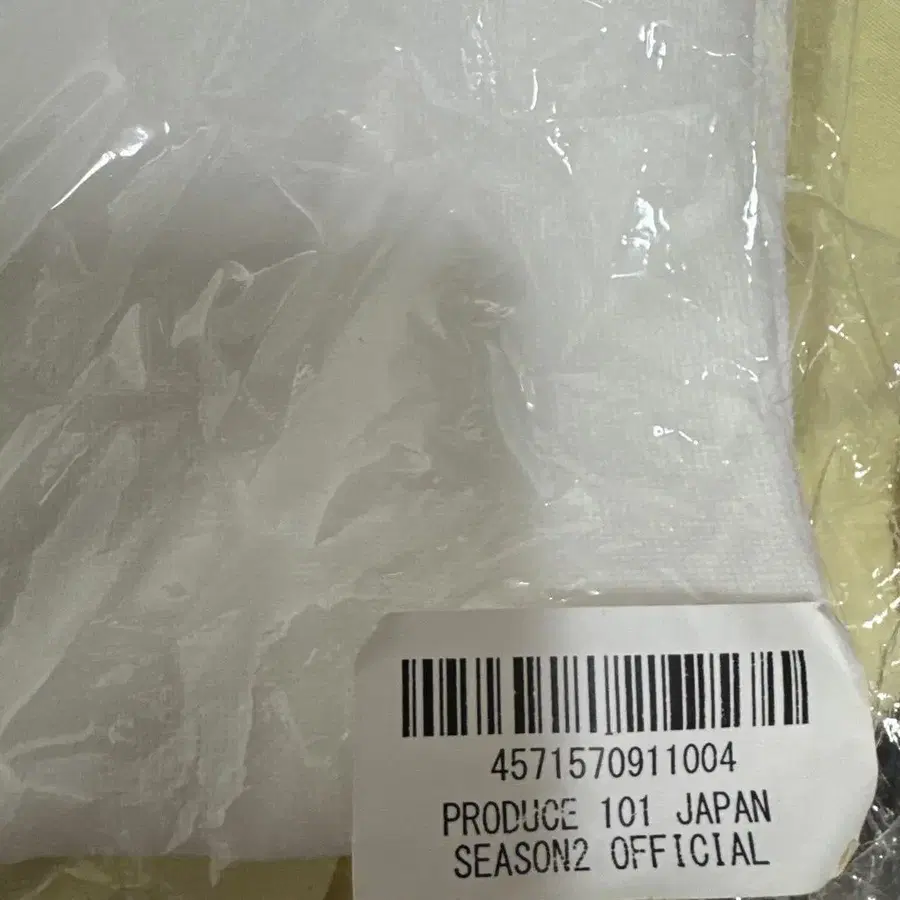 4571570911004
PRODUCE 101 JAPAN
SEASON2 OFFICIAL